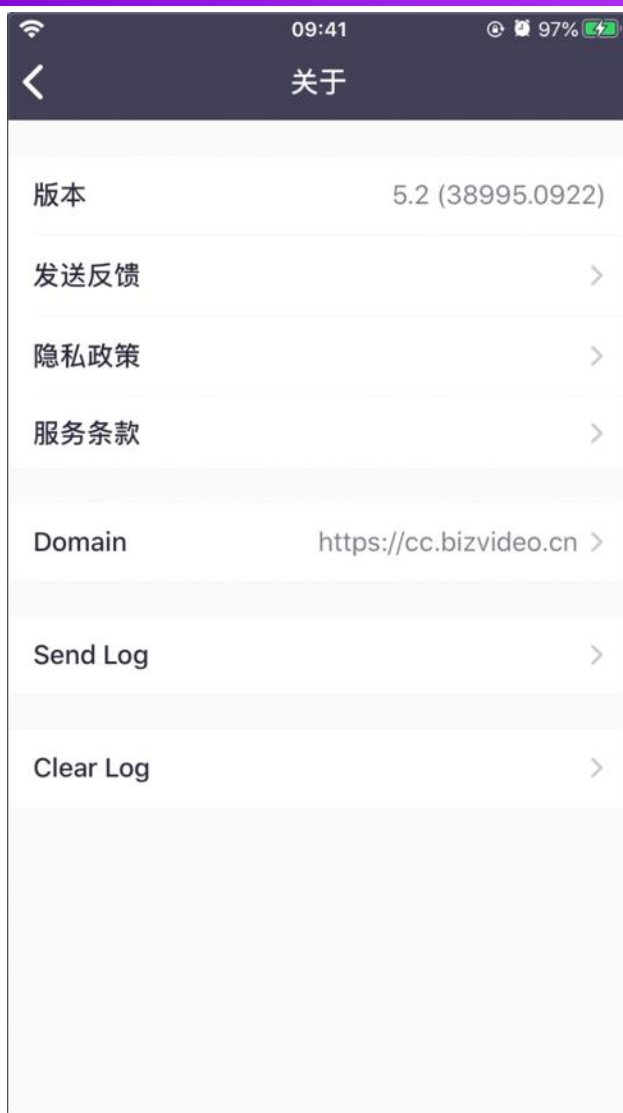 09:41 97%
关于
版本 5.2 (38995.0922)
发送反馈
隐私政策
服务条款
Domain https://cc.bizvideo.cn
Send Log
Clear Log